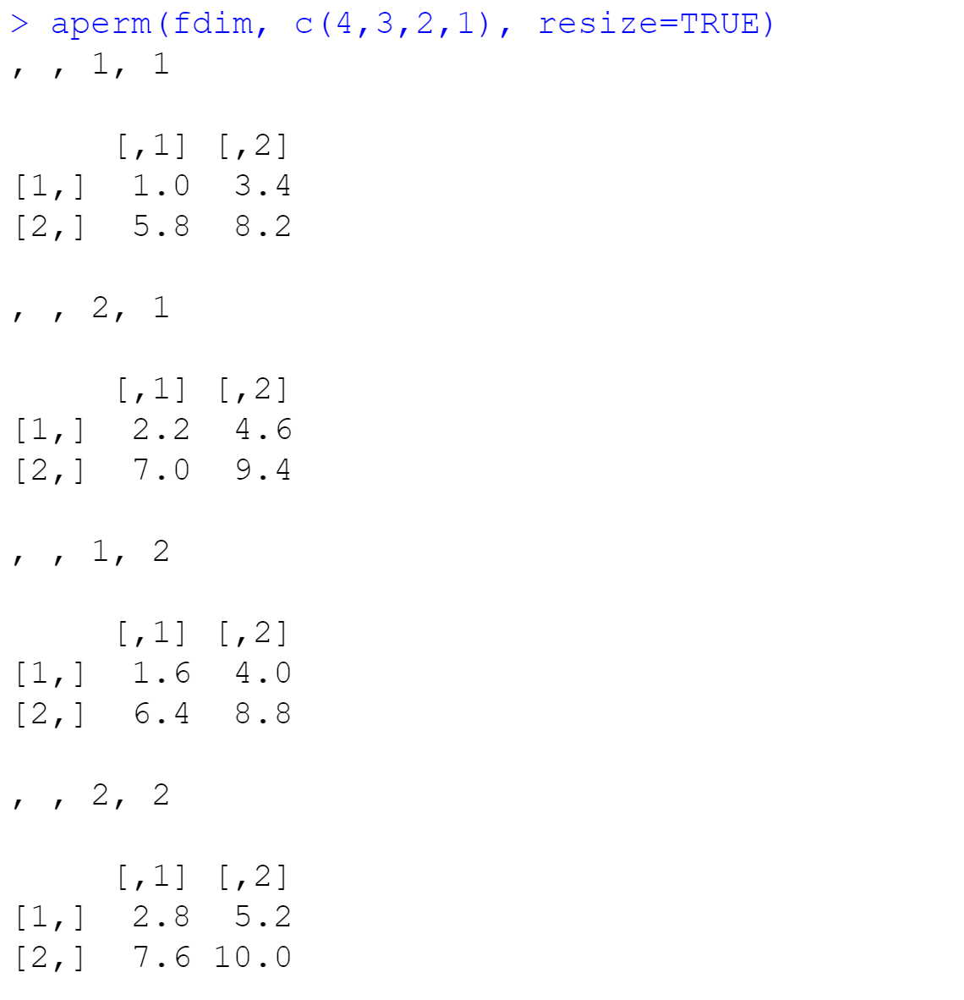 > aperm(fdim, c(4,3,2,1), resize=TRUE)
, , 1, 1
     [,1] [,2]
[1,]  1.0  3.4
[2,]  5.8  8.2
, , 2, 1
     [,1] [,2]
[1,]  2.2  4.6
[2,]  7.0  9.4
, , 1, 2
     [,1] [,2]
[1,]  1.6  4.0
[2,]  6.4  8.8
, , 2, 2
     [,1] [,2]
[1,]  2.8  5.2
[2,]  7.6 10.0